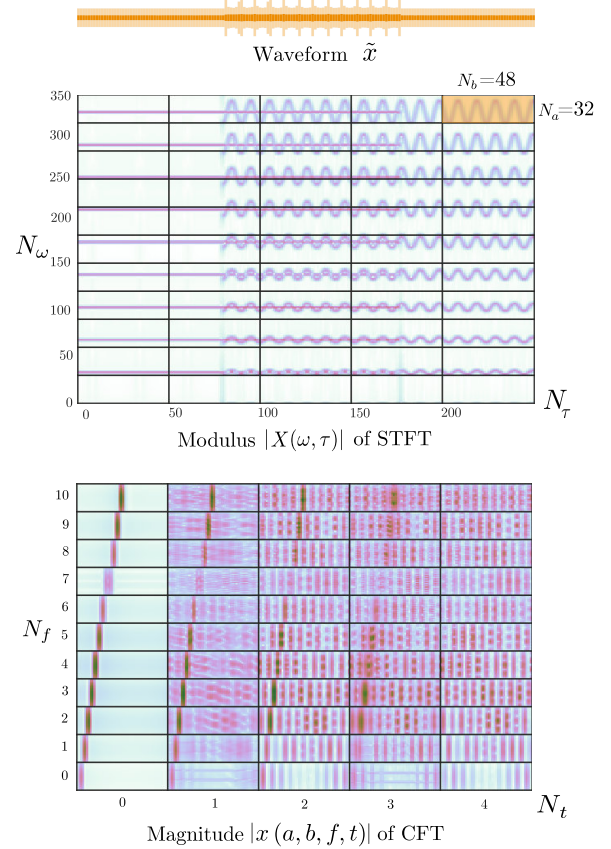 Waveform x̃
N_b=48
N_a=32
350
300
250
200
150
100
50
0
N_ω
0 50 100 150 200
N_τ
Modulus |X(ω,τ)| of STFT
10
9
8
7
6
5
4
3
2
1
0
N_f
0 1 2 3 4
N_t
Magnitude |x (a, b, f, t)| of CFT